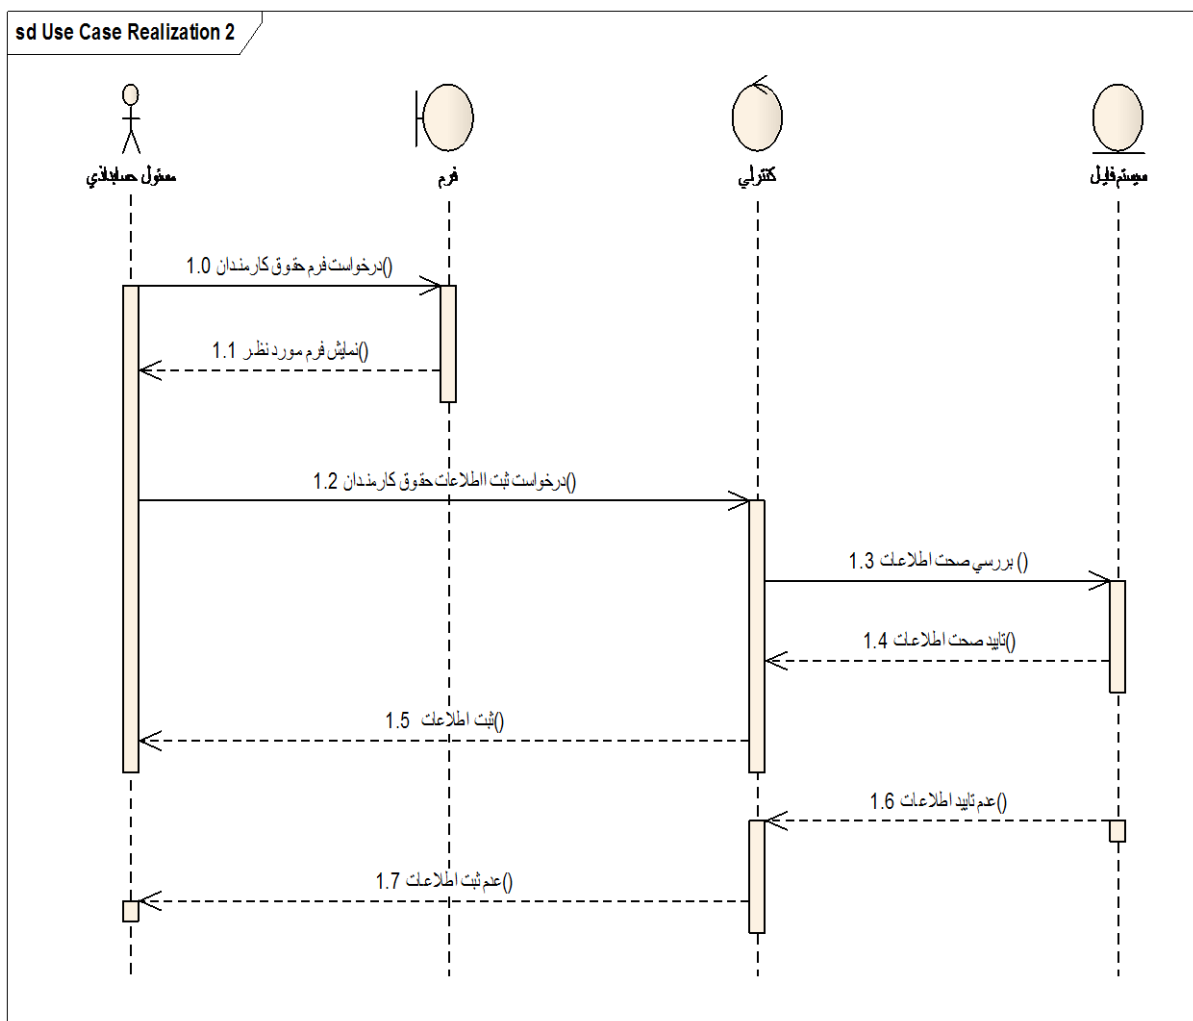 sd Use Case Realization 2
مسئول حسابداذي
فرم
كنترلي
سيستم فايل
1.0 درخواست فرم حقوق كارمندان()
1.1 نمايش فرم مورد نظر()
1.2 درخواست ثبت ااطلاعات حقوق كارمندان()
1.3 بررسي صحت اطلاعات ()
1.4 تاييد صحت اطلاعات()
1.5 ثبت اطلاعات()
1.6 عدم تاييد اطلاعات()
1.7 عدم ثبت اطلاعات()